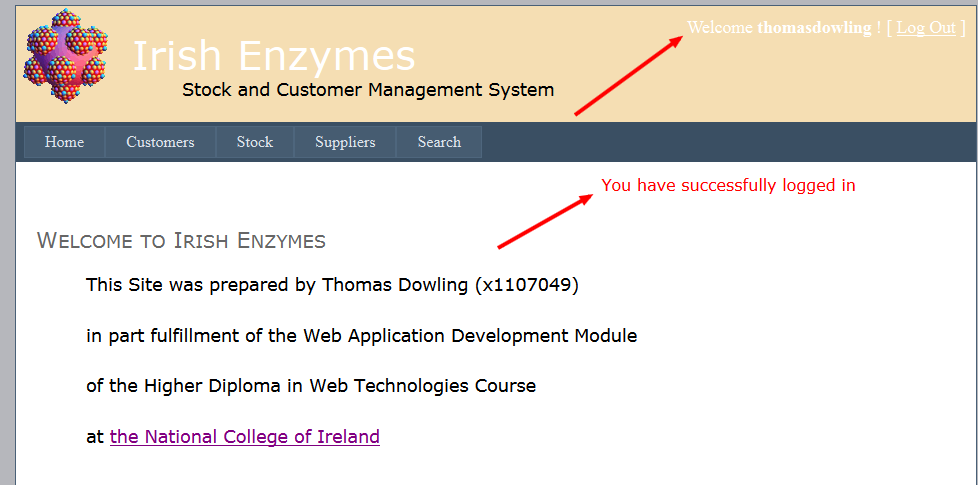 Welcome thomasdowling ! [ Log Out ]
Irish Enzymes
Stock and Customer Management System
Home Customers Stock Suppliers Search
You have successfully logged in
Welcome to Irish Enzymes
This Site was prepared by Thomas Dowling (x1107049)
in part fulfillment of the Web Application Development Module
of the Higher Diploma in Web Technologies Course
at the National College of Ireland